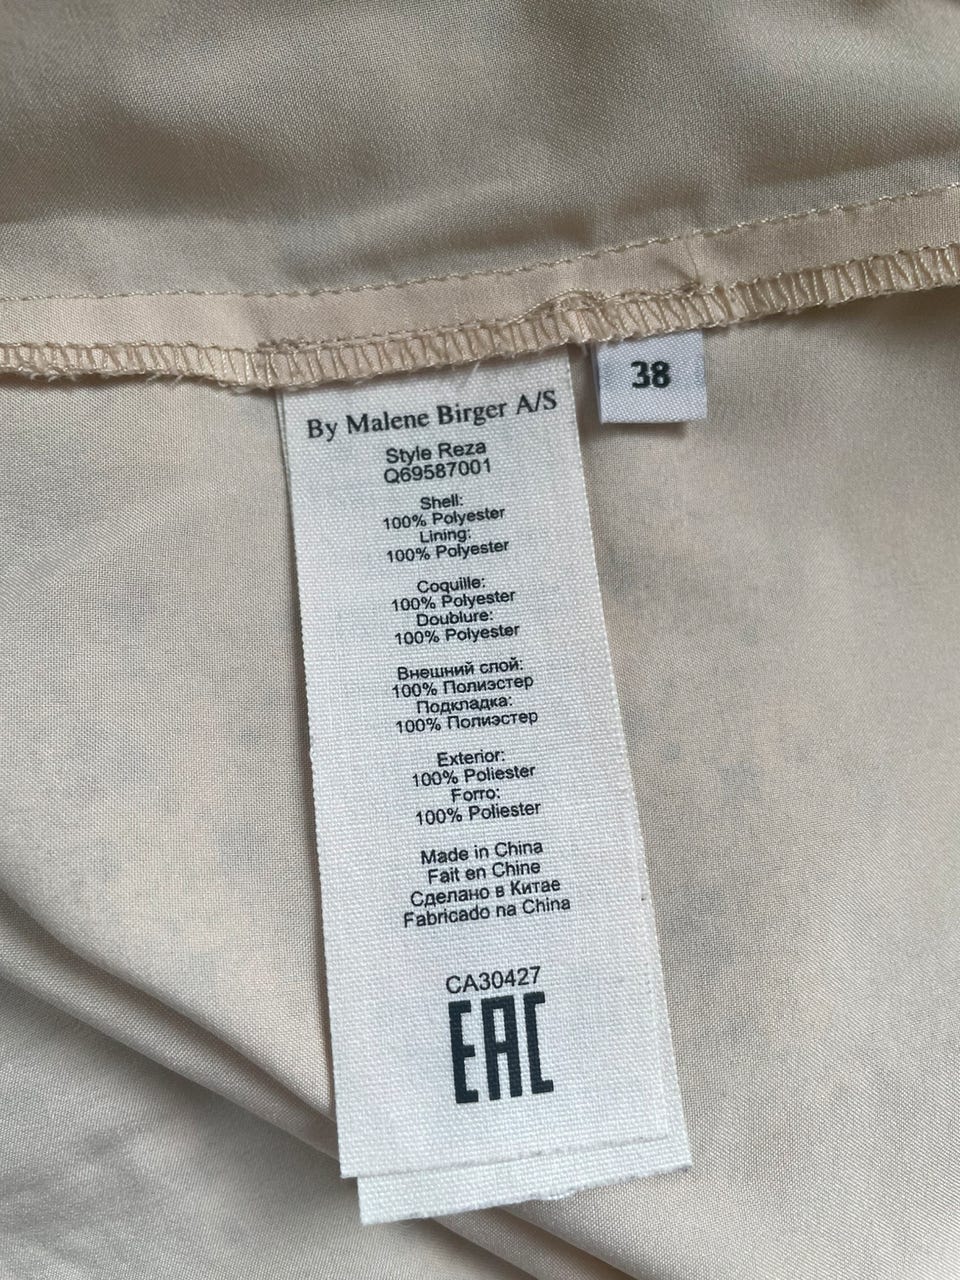 38
By Malene Birger A/S
Style Reza
Q69587001
Shell:
100% Polyester
Lining:
100% Polyester
Coquille:
100% Polyester
Doublure:
100% Polyester
Внешний слой:
100% Полиэстер
Подкладка:
100% Полиэстер
Exterior:
100% Poliester
Forro:
100% Poliester
Made in China
Fait en Chine
Сделано в Китае
Fabricado na China
CA30427
EAC